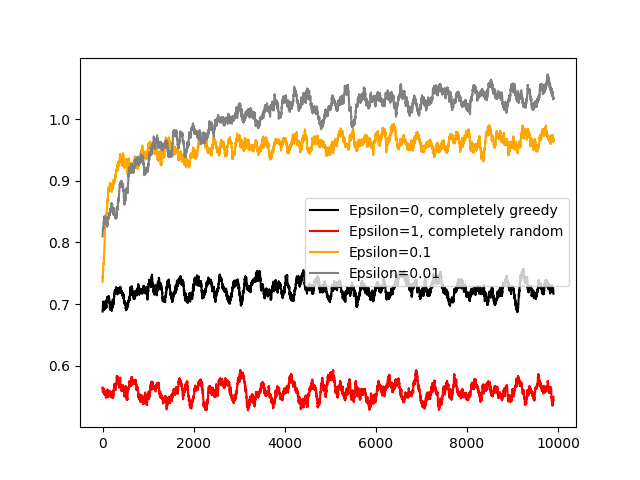 1.0
0.9
0.8
0.7
0.6
Epsilon=0, completely greedy
Epsilon=1, completely random
Epsilon=0.1
Epsilon=0.01
0 2000 4000 6000 8000 10000